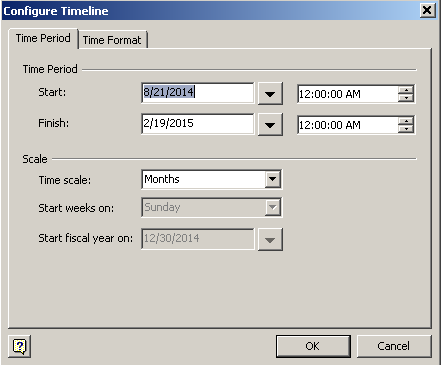 Configure Timeline
Time Period Time Format
Time Period
Start: 8/21/2014 12:00:00 AM
Finish: 2/19/2015 12:00:00 AM
Scale
Time scale: Months
Start weeks on: Sunday
Start fiscal year on: 12/30/2014
? OK Cancel